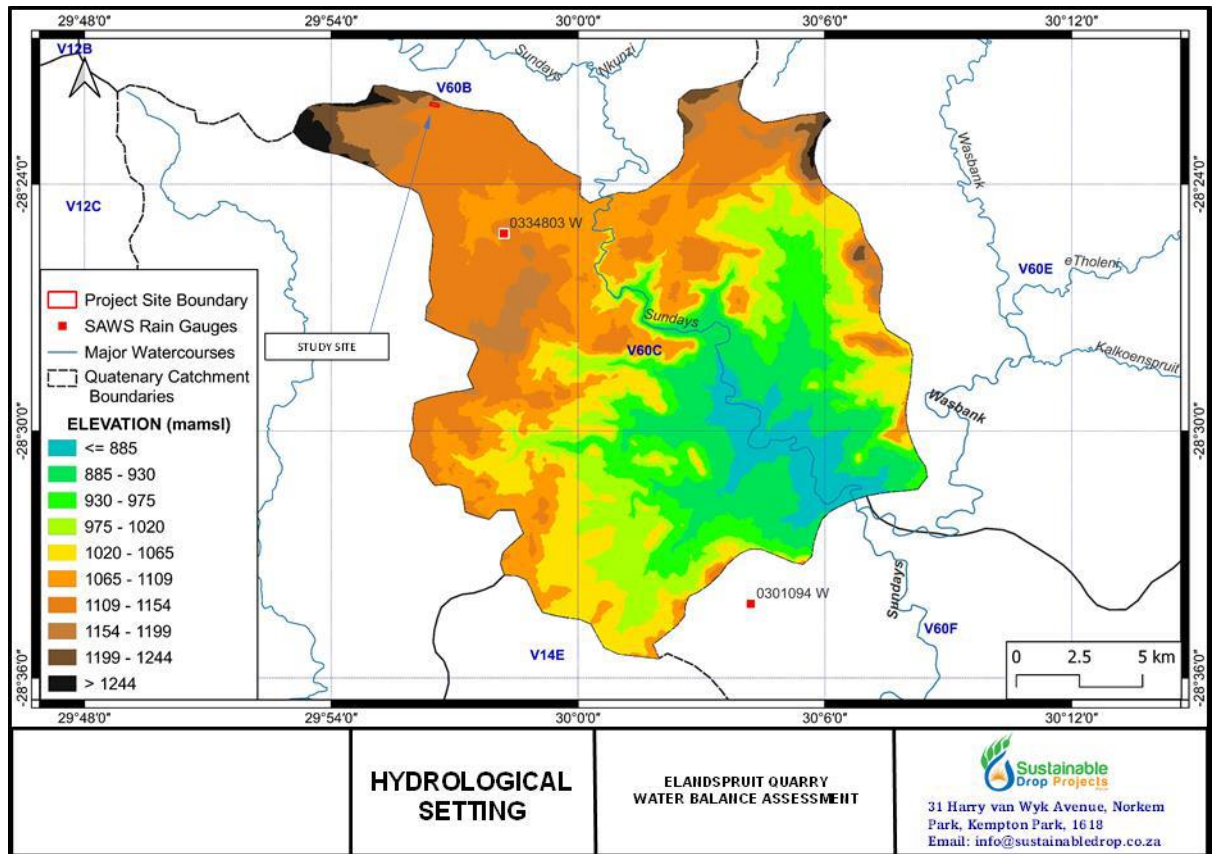 29°48'0" 29°54'0" 30°0'0" 30°6'0" 30°12'0"
V12B
Sundays
e Nkunzi
V60B
Wasbank
-28°24'0" -28°24'0"
V12C
0334803 W
V60E
eTholeni
Project Site Boundary
SAWS Rain Gauges
Major Watercourses
Quatenary Catchment
Boundaries
STUDY SITE
Sundays
V60C
Kalkoenspruit
Wasbank
-28°30'0" -28°30'0"
ELEVATION (mamsl)
<= 885
885 - 930
930 - 975
975 - 1020
1020 - 1065
1065 - 1109
1109 - 1154
1154 - 1199
1199 - 1244
> 1244
0301094 W
Sundays
V60F
V14E
0 2.5 5 km
-28°36'0" -28°36'0"
29°48'0" 29°54'0" 30°0'0" 30°6'0" 30°12'0"
HYDROLOGICAL
SETTING
ELANDSPRUIT QUARRY
WATER BALANCE ASSESSMENT
Sustainable
Drop Projects
31 Harry van Wyk Avenue, Norkem
Park, Kempton Park, 1618
Email: info@sustainabledrop.co.za